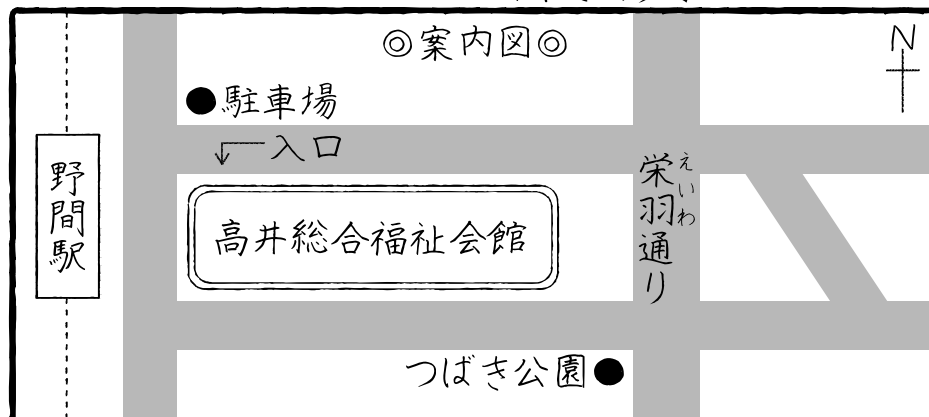 ◎案内図◎
N
●駐車場
入口
野間駅
栄羽通り
えいわ
高井総合福祉会館
つばき公園●